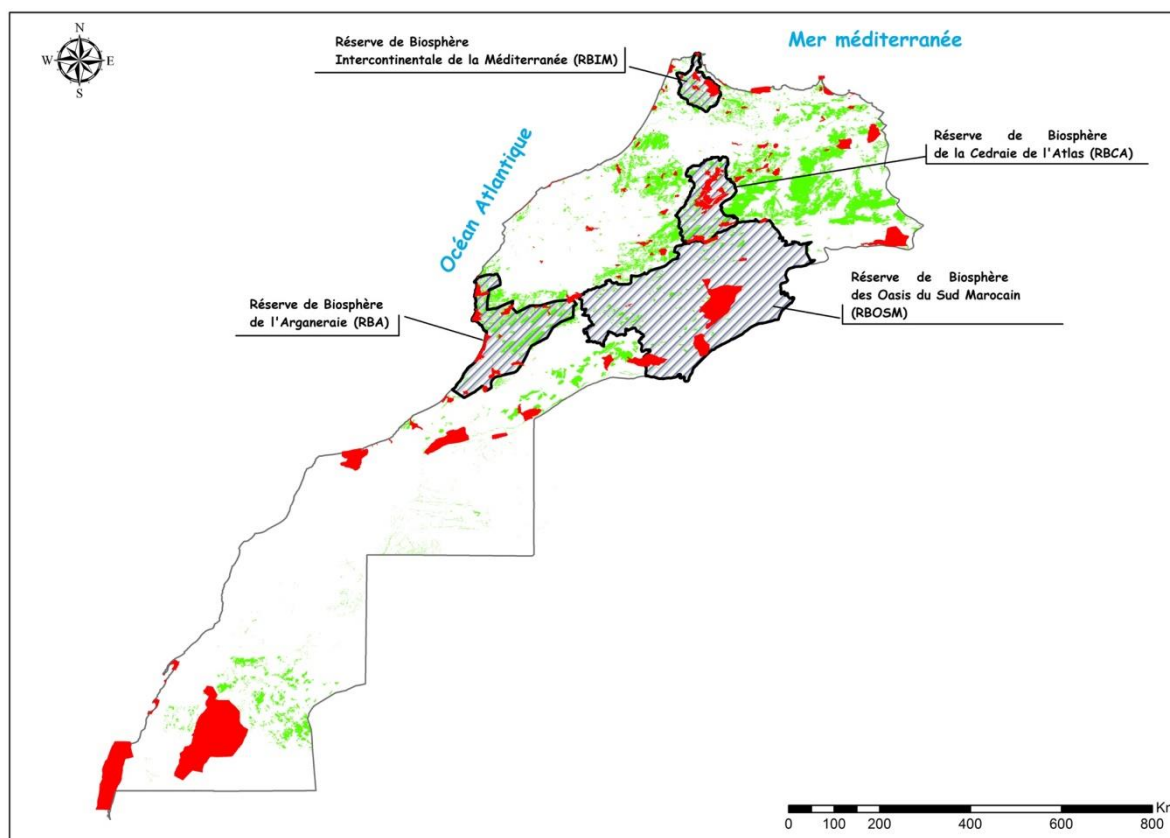 N
W E
S
Mer méditerranée
Réserve de Biosphère
Intercontinentale de la Méditerranée (RBIM)
Océan Atlantique
Réserve de Biosphère
de la Cedraie de l'Atlas (RBCA)
Réserve de Biosphère
des Oasis du Sud Marocain
(RBOSM)
Réserve de Biosphère
de l'Arganeraie (RBA)
Km
0 100 200 400 600 800